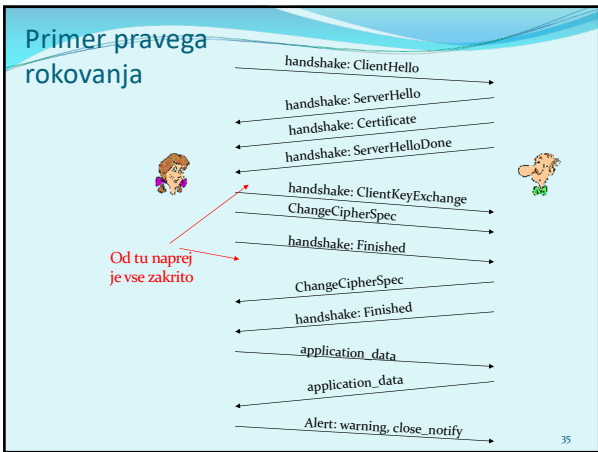 Primer pravega
rokovanja
handshake: ClientHello
handshake: ServerHello
handshake: Certificate
handshake: ServerHelloDone
handshake: ClientKeyExchange
ChangeCipherSpec
handshake: Finished
Od tu naprej
je vse zakrito
ChangeCipherSpec
handshake: Finished
application_data
application_data
Alert: warning, close_notify
35